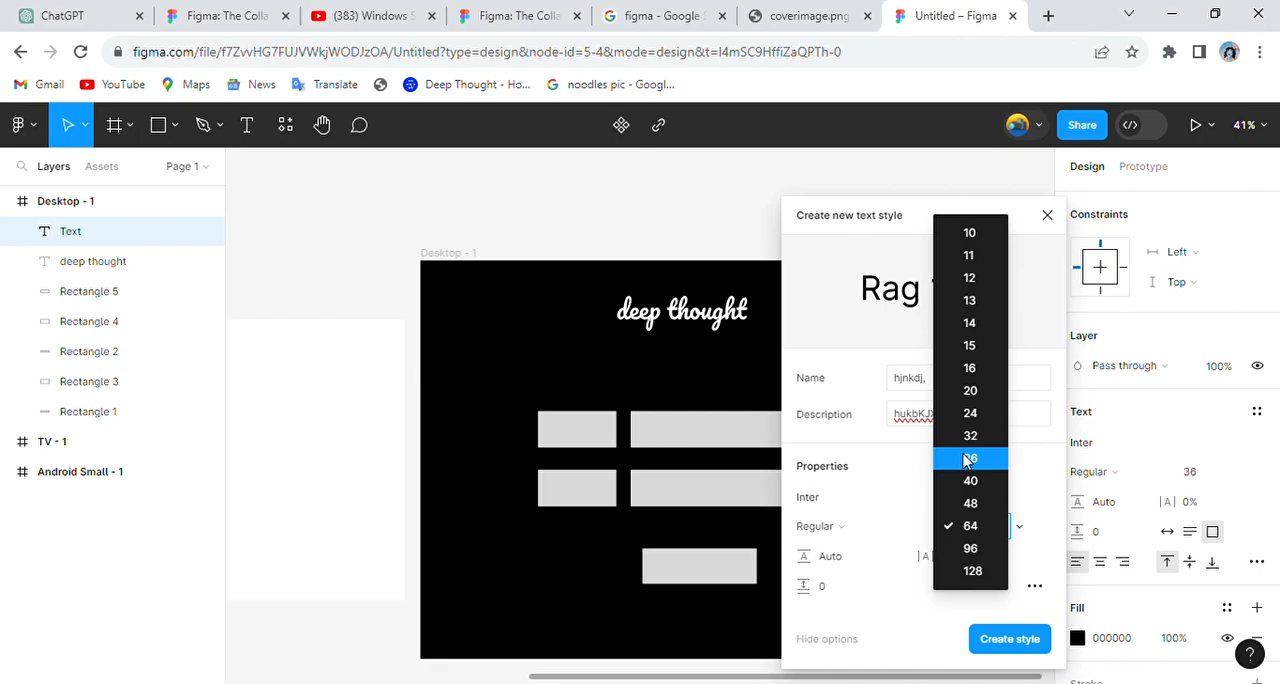 ChatGPT
Figma: The Colla
(383) Windows S
Figma: The Colla
figma - Google S
coverimage.png
Untitled – Figma
figma.com/file/f7ZvvHG7FUJVWkjWODJzOA/Untitled?type=design&node-id=5-4&mode=design&t=I4mSC9HffiZaQPTh-0
Gmail
YouTube
Maps
News
Translate
Deep Thought - Ho...
noodles pic - Googl...
Share
41%
Layers
Assets
Page 1
Desktop - 1
Text
deep thought
Rectangle 5
Rectangle 4
Rectangle 2
Rectangle 3
Rectangle 1
TV - 1
Android Small - 1
Desktop - 1
deep thought
Create new text style
Rag
Name
hjnkdj,
Description
Properties
Inter
Regular
Auto
0
Hide options
Create style
10
11
12
13
14
15
16
20
24
32
36
40
48
64
96
128
Design
Prototype
Constraints
Left
Top
Layer
Pass through
100%
Text
Inter
Regular
36
Auto
0%
0
Fill
000000
100%
?